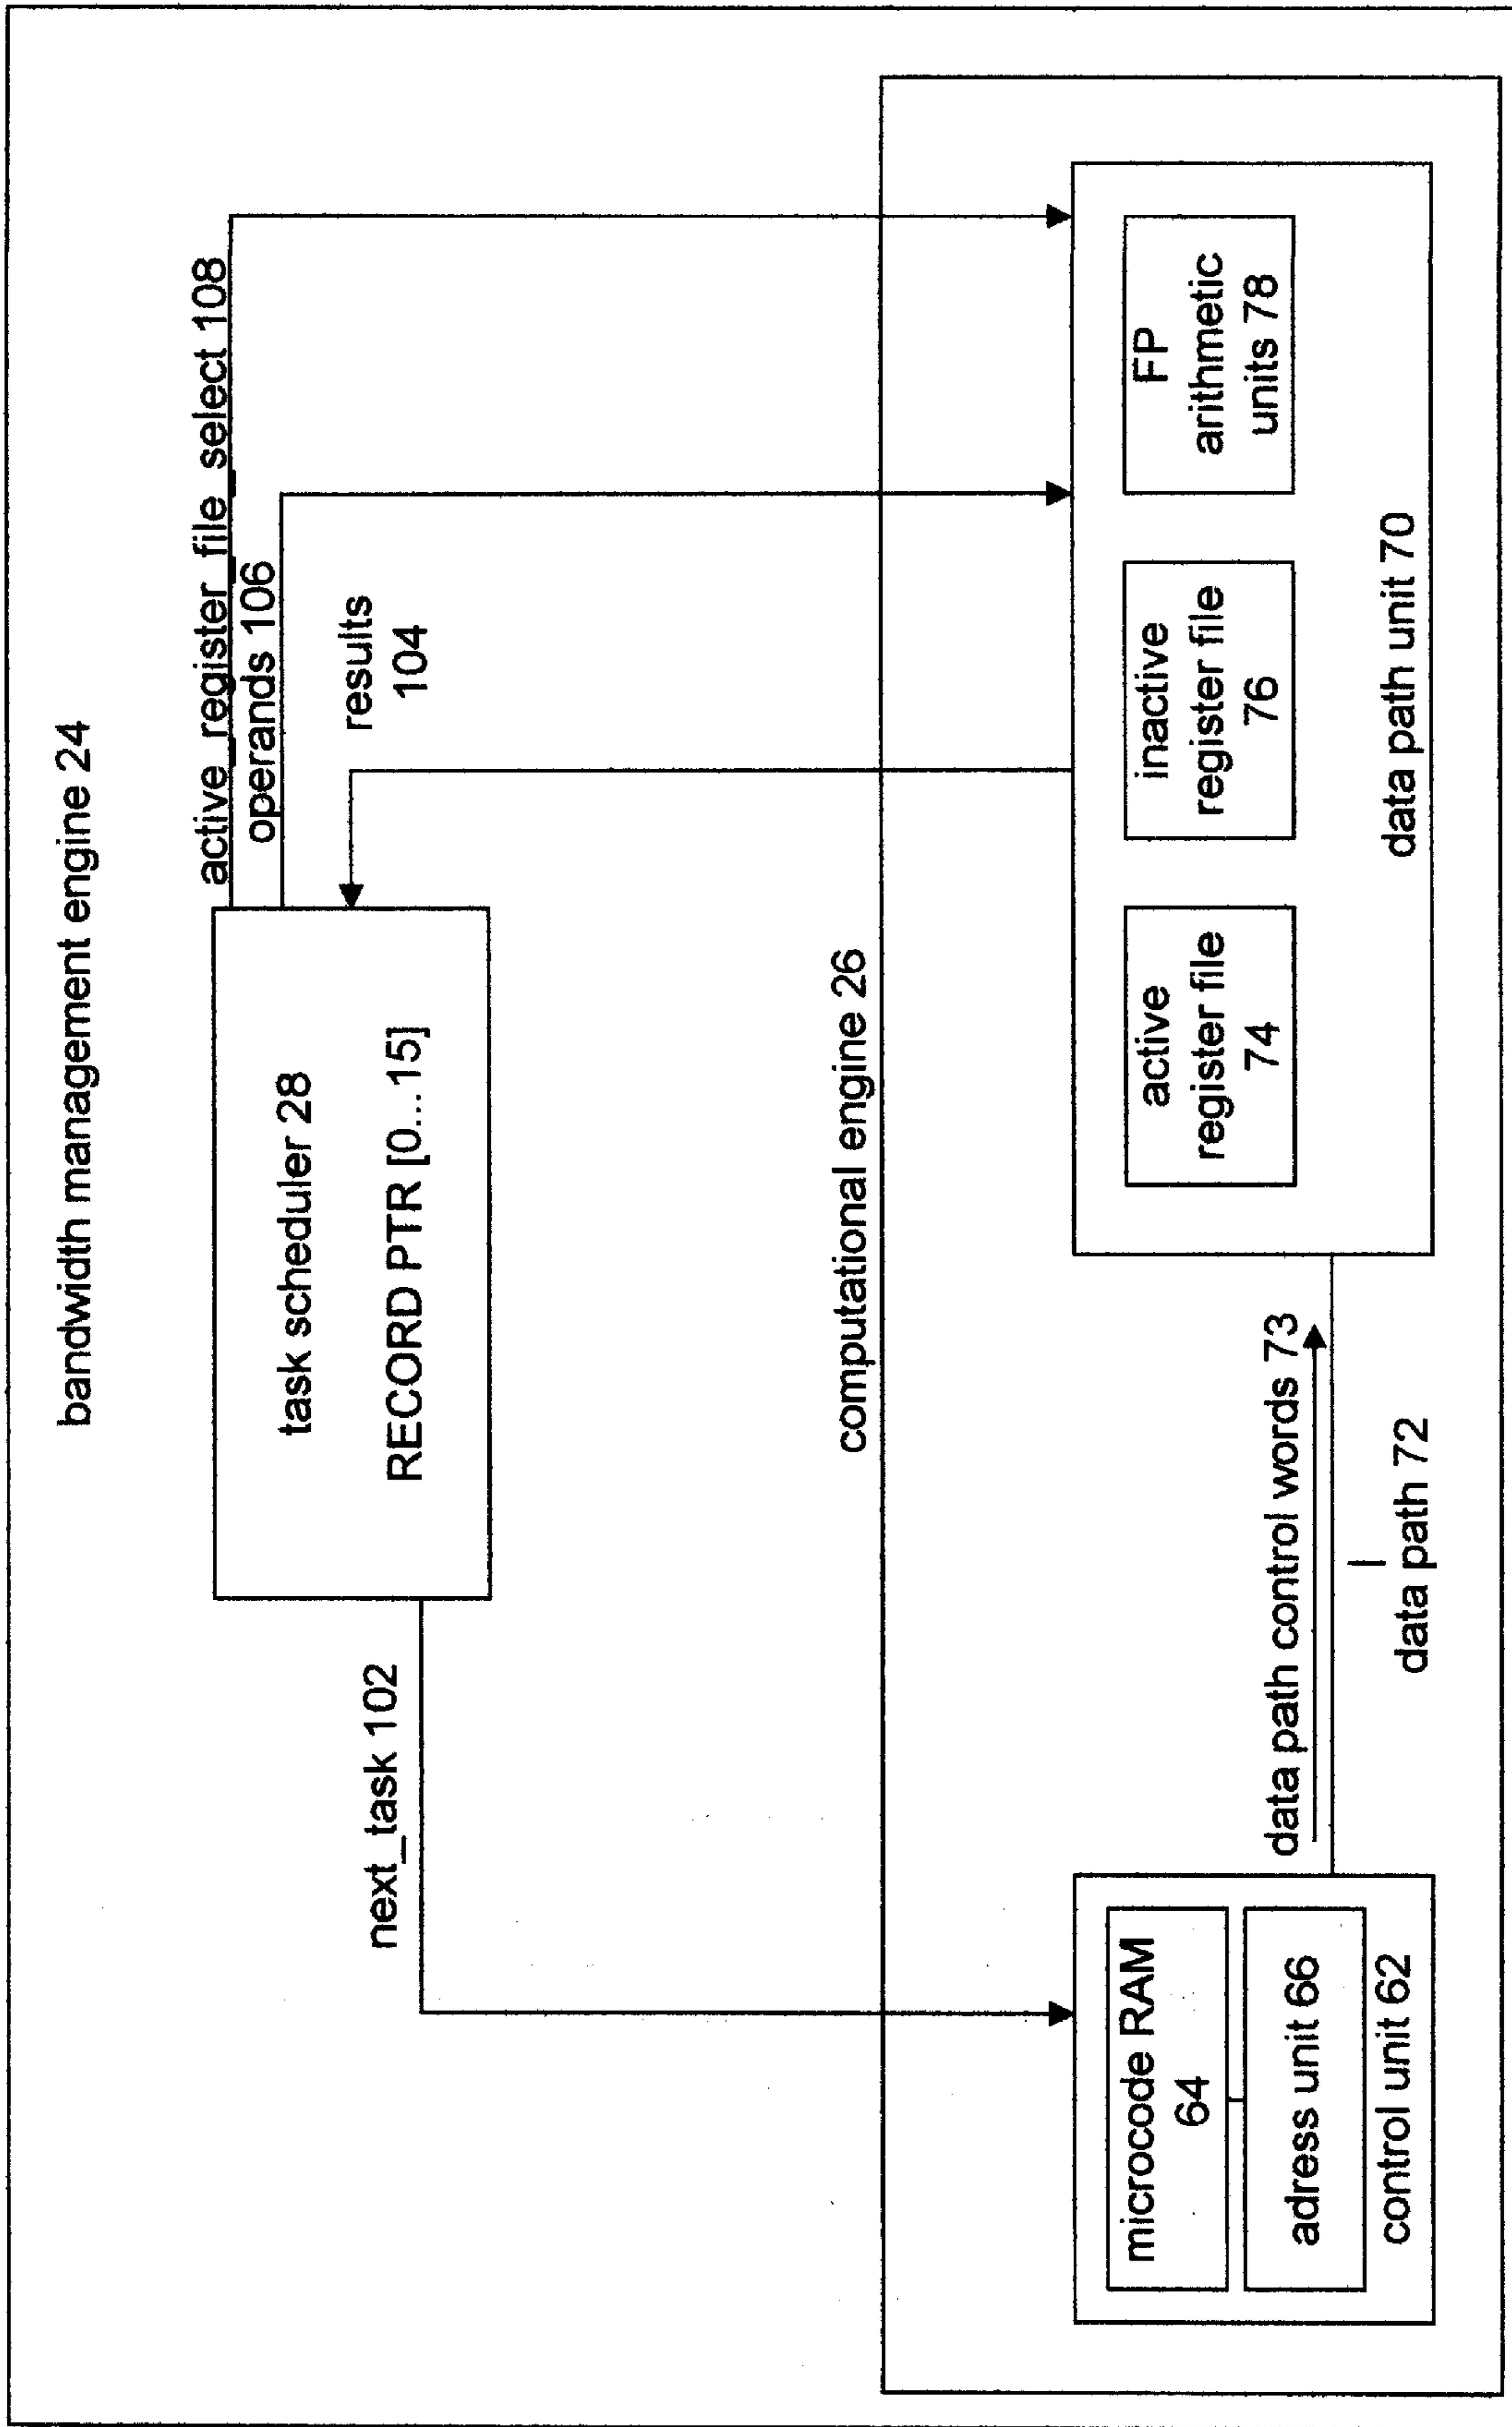 bandwidth management engine 24
active_register_file_select 108
operands 106
results
104
task scheduler 28
RECORD PTR [0...15]
next_task 102
computational engine 26
microcode RAM
64
adress unit 66
control unit 62
data path control words 73
data path 72
active
register file
74
inactive
register file
76
FP
arithmetic
units 78
data path unit 70